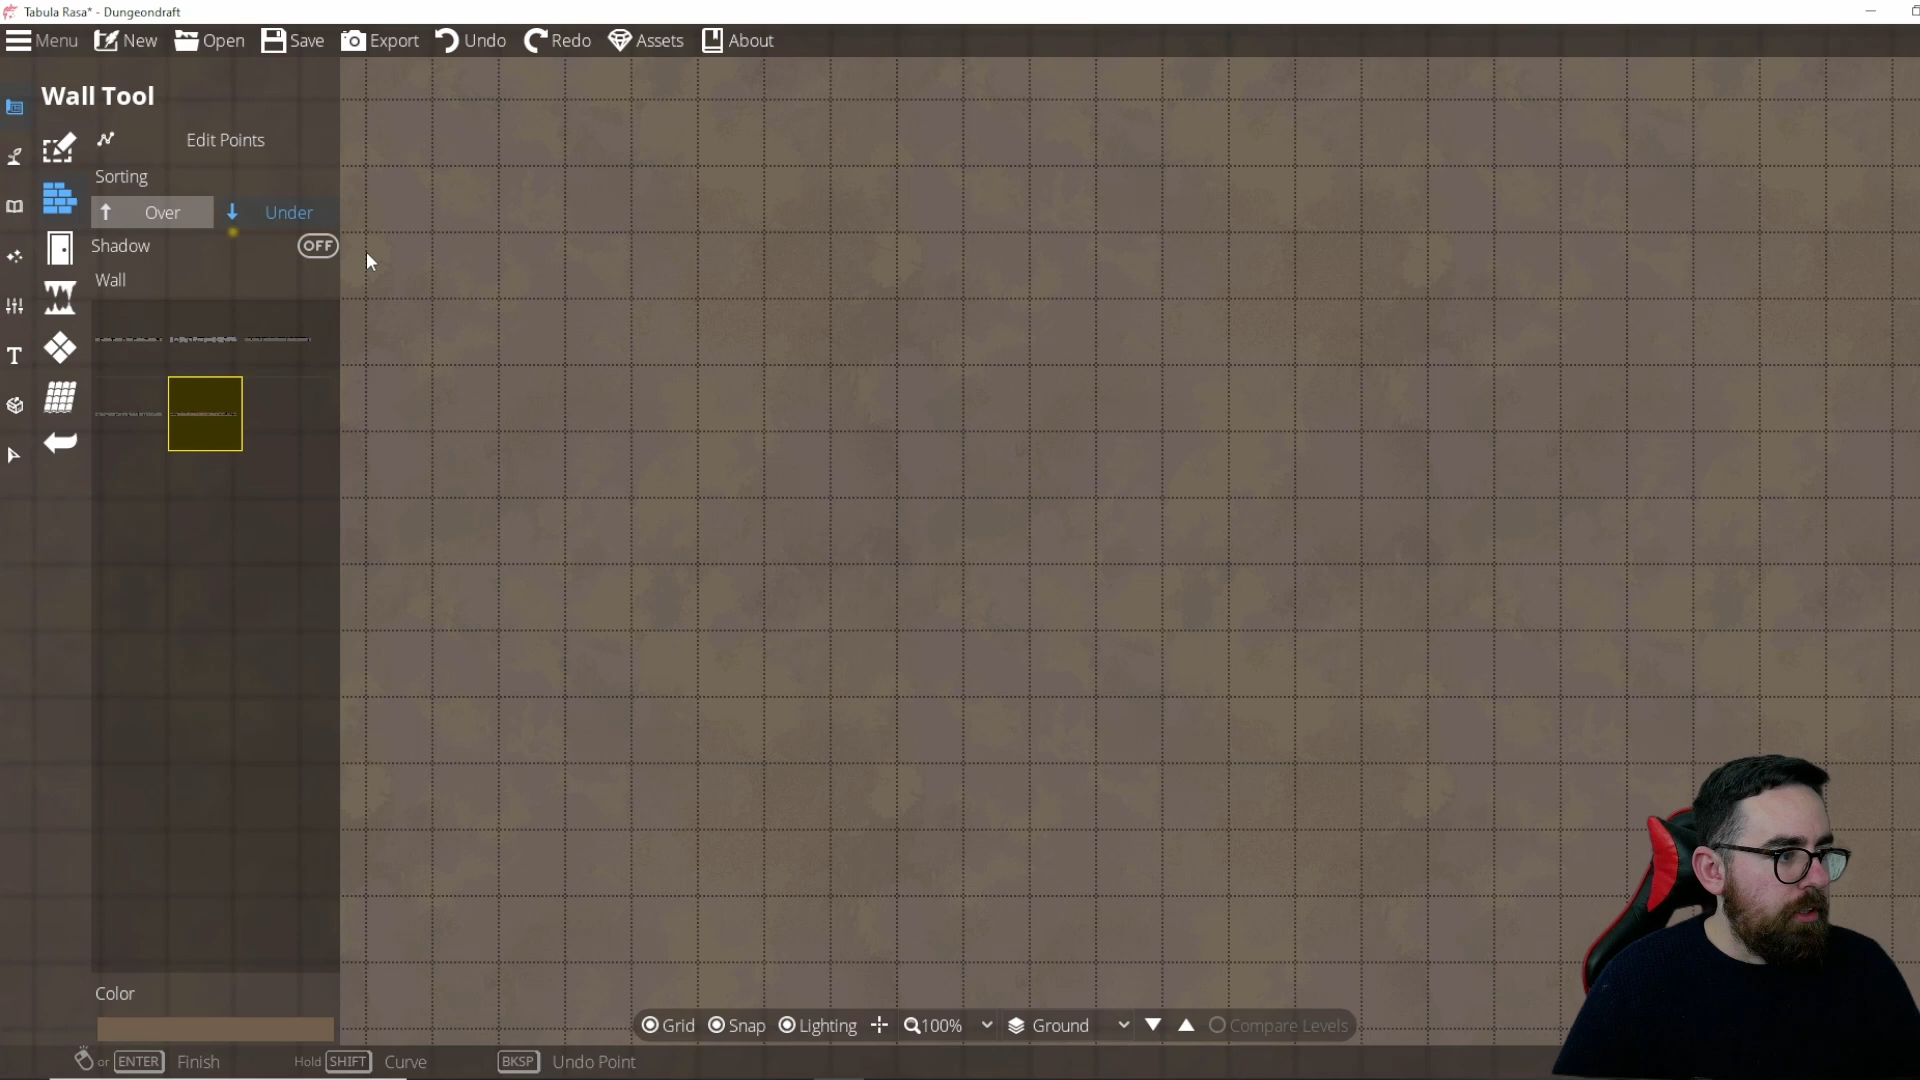 Tabula Rasa* - Dungeondraft
Menu New Open Save Export Undo Redo Assets About
Wall Tool
Edit Points
Sorting
Over Under
Shadow OFF
Wall
Color
Grid Snap Lighting 100% Ground Compare Levels
or ENTER Finish Hold SHIFT Curve BKSP Undo Point